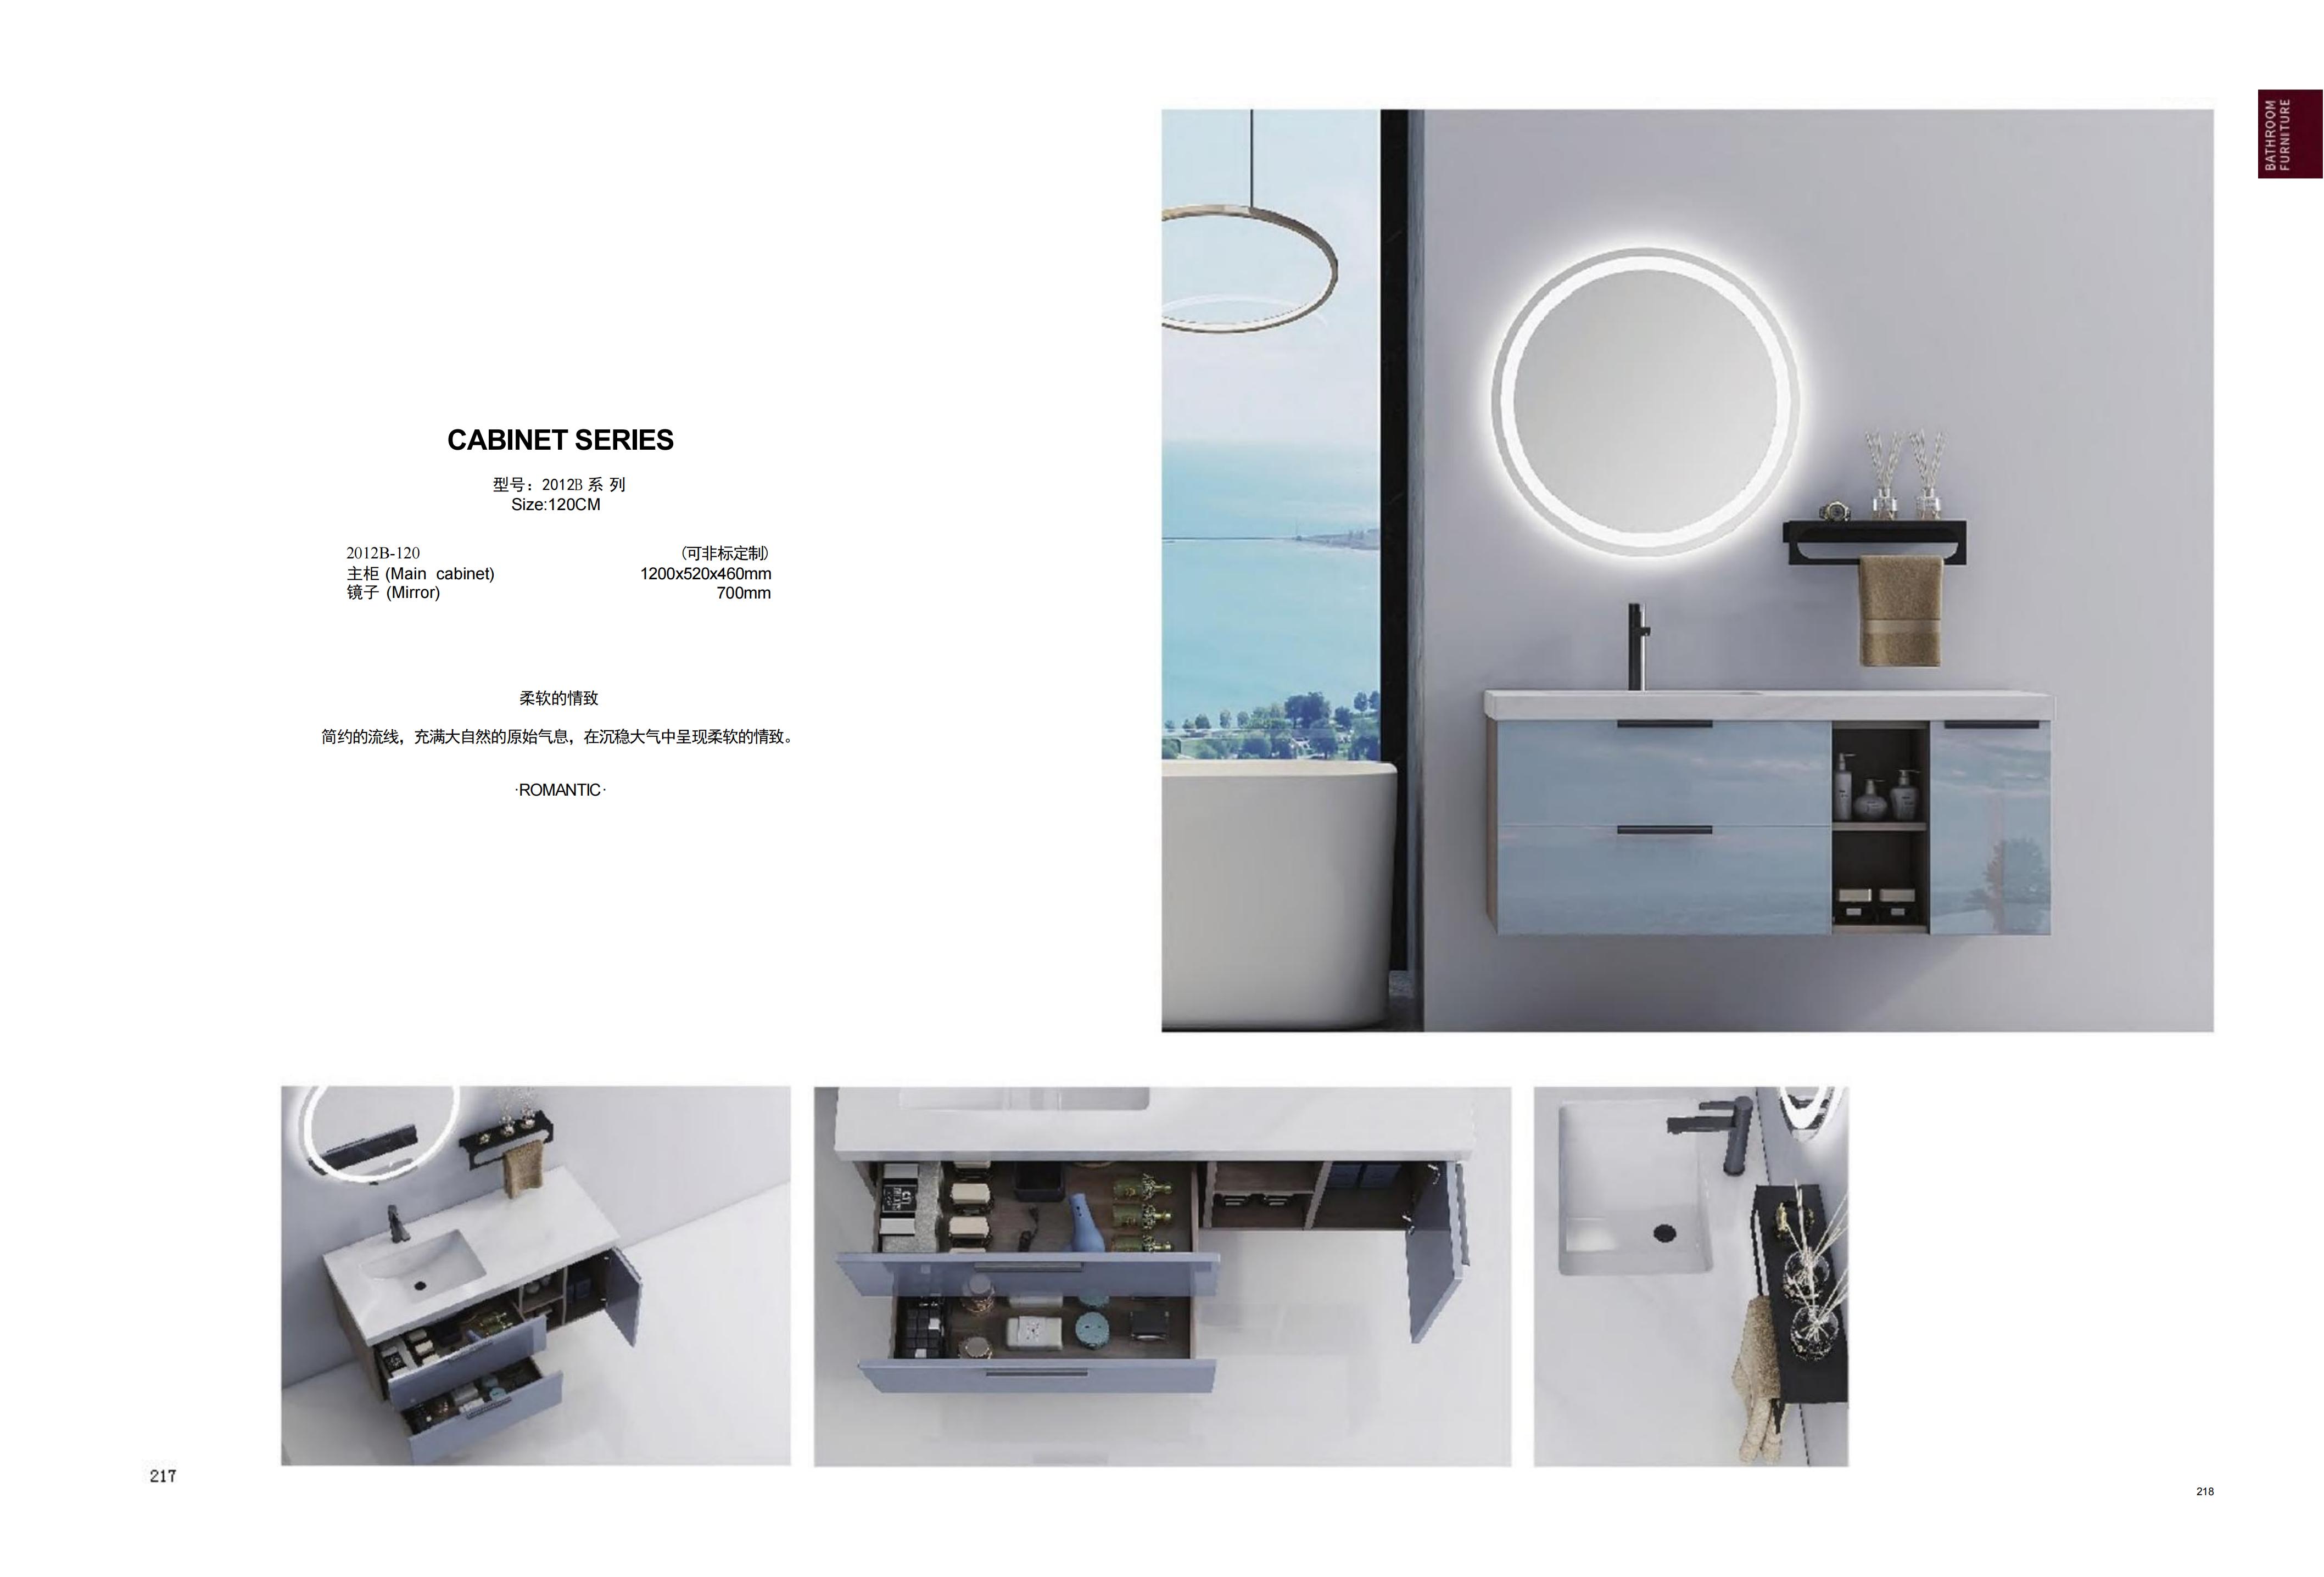 BATHROOM
FURNITURE
CABINET SERIES
型号：2012B 系 列
Size:120CM
2012B-120 (可非标定制)
主柜 (Main cabinet) 1200x520x460mm
镜子 (Mirror) 700mm
柔软的情致
简约的流线，充满大自然的原始气息，在沉稳大气中呈现柔软的情致。
·ROMANTIC·
217
218